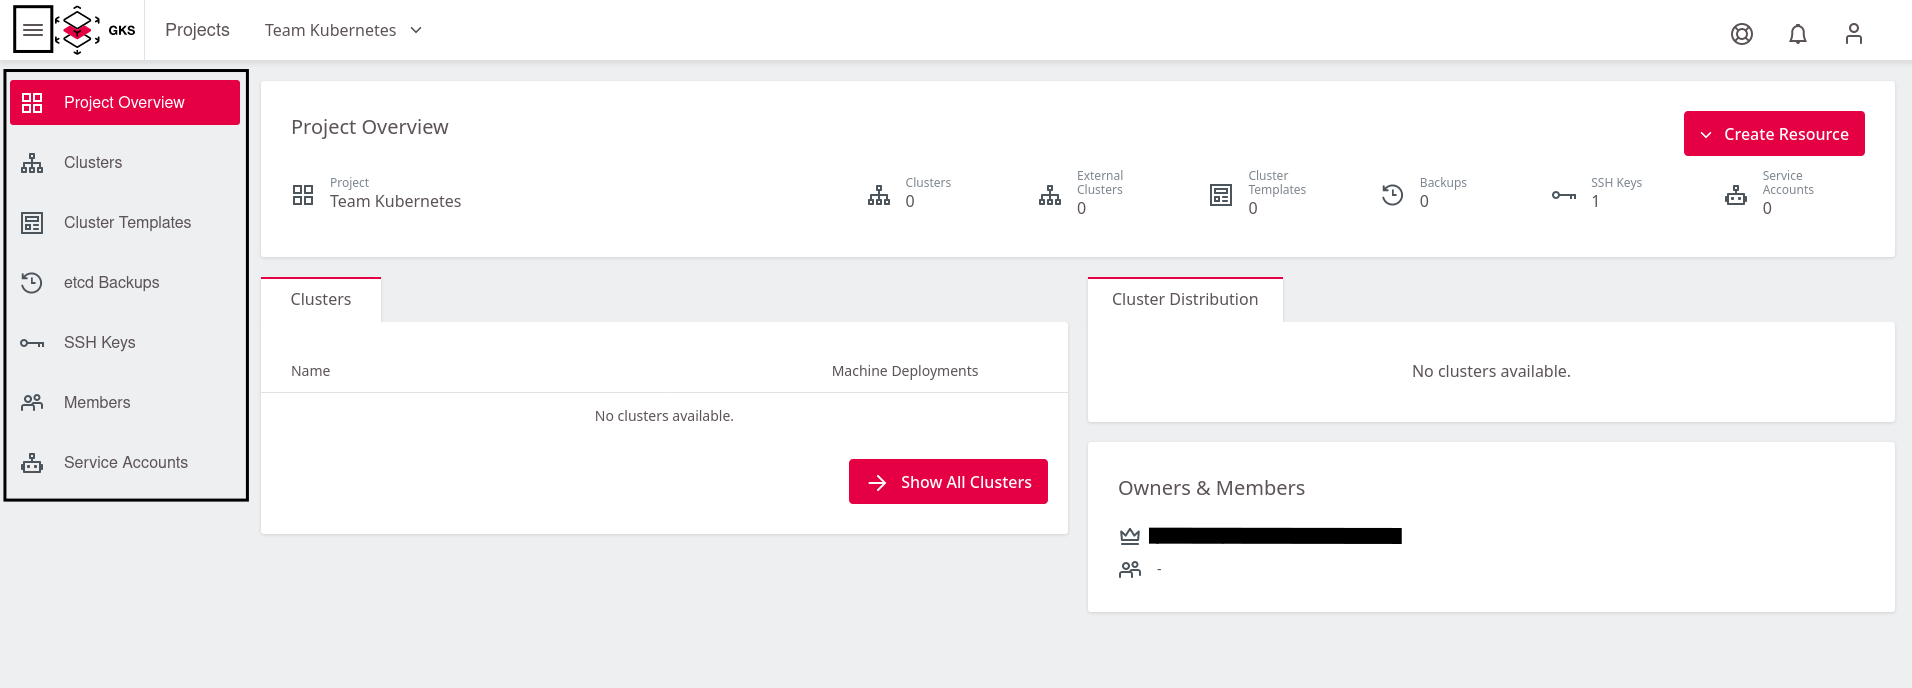 GKS
Projects
Team Kubernetes
Project Overview
Clusters
Cluster Templates
etcd Backups
SSH Keys
Members
Service Accounts
Project Overview
Create Resource
Project
Team Kubernetes
Clusters
0
External
Clusters
0
Cluster
Templates
0
Backups
0
SSH Keys
1
Service
Accounts
0
Clusters
Name Machine Deployments
No clusters available.
Show All Clusters
Cluster Distribution
No clusters available.
Owners & Members
-